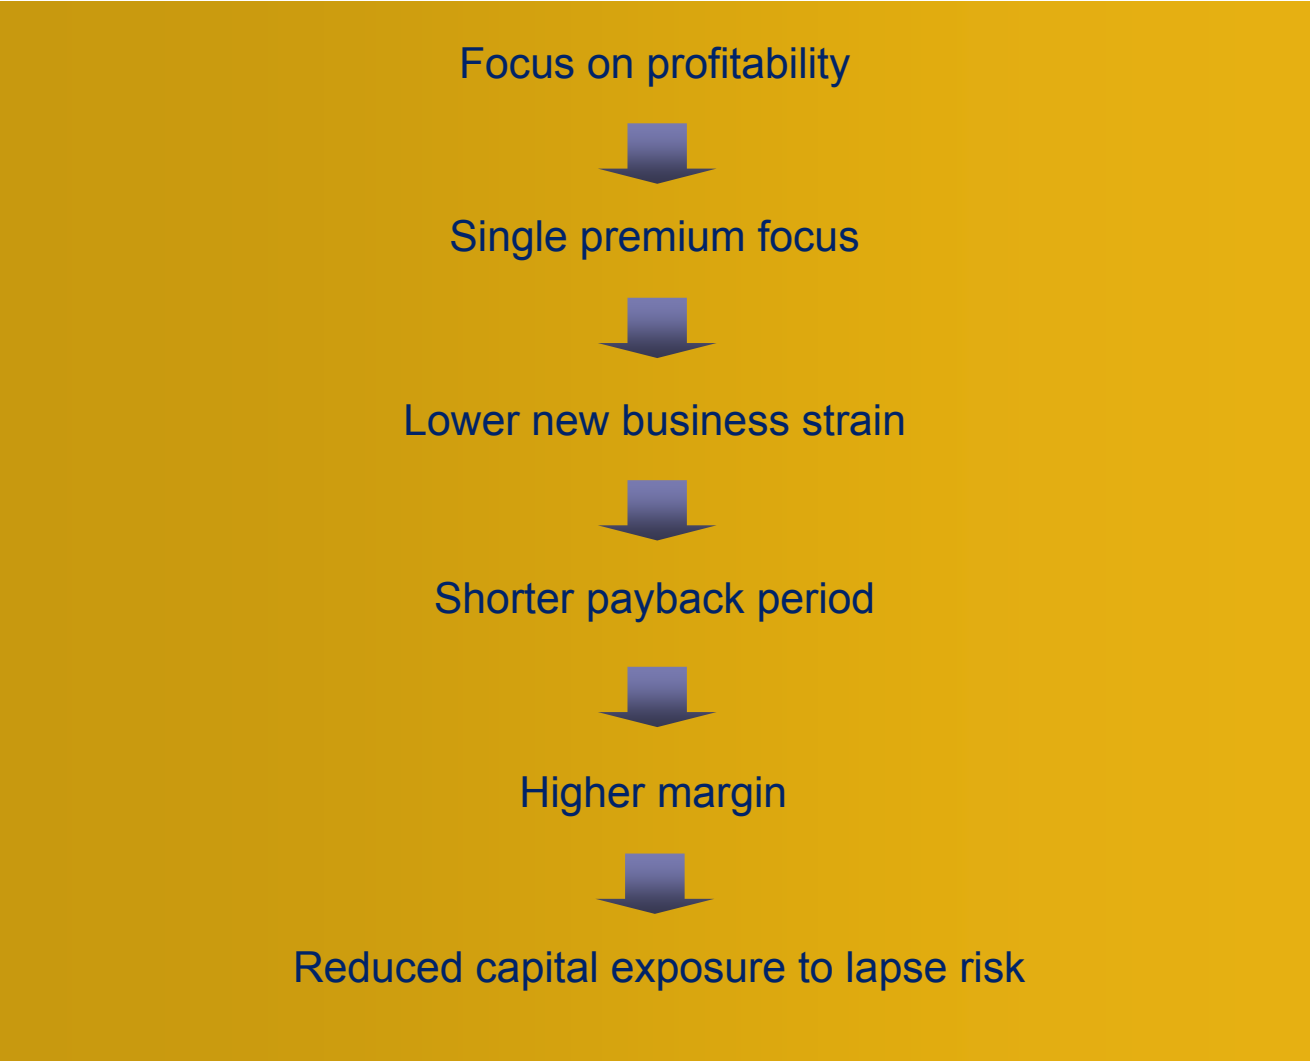 Focus on profitability
Single premium focus
Lower new business strain
Shorter payback period
Higher margin
Reduced capital exposure to lapse risk